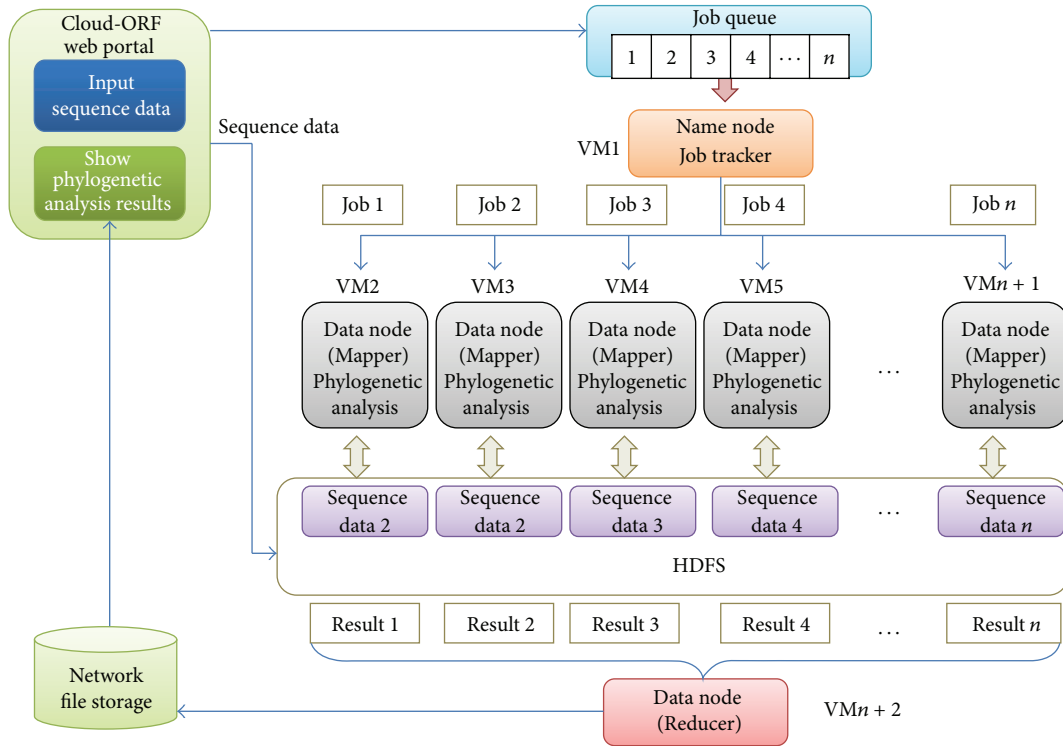 Cloud-ORF
web portal
Input
sequence data
Show
phylogenetic
analysis results
Sequence data
Job queue
1 2 3 4 ... n
VM1
Name node
Job tracker
Job 1
Job 2
Job 3
Job 4
Job n
VM2
VM3
VM4
VM5
VMn + 1
Data node
(Mapper)
Phylogenetic
analysis
Data node
(Mapper)
Phylogenetic
analysis
Data node
(Mapper)
Phylogenetic
analysis
Data node
(Mapper)
Phylogenetic
analysis
...
Data node
(Mapper)
Phylogenetic
analysis
Sequence
data 2
Sequence
data 2
Sequence
data 3
Sequence
data 4
...
Sequence
data n
HDFS
Result 1
Result 2
Result 3
Result 4
...
Result n
Network
file storage
Data node
(Reducer)
VMn + 2